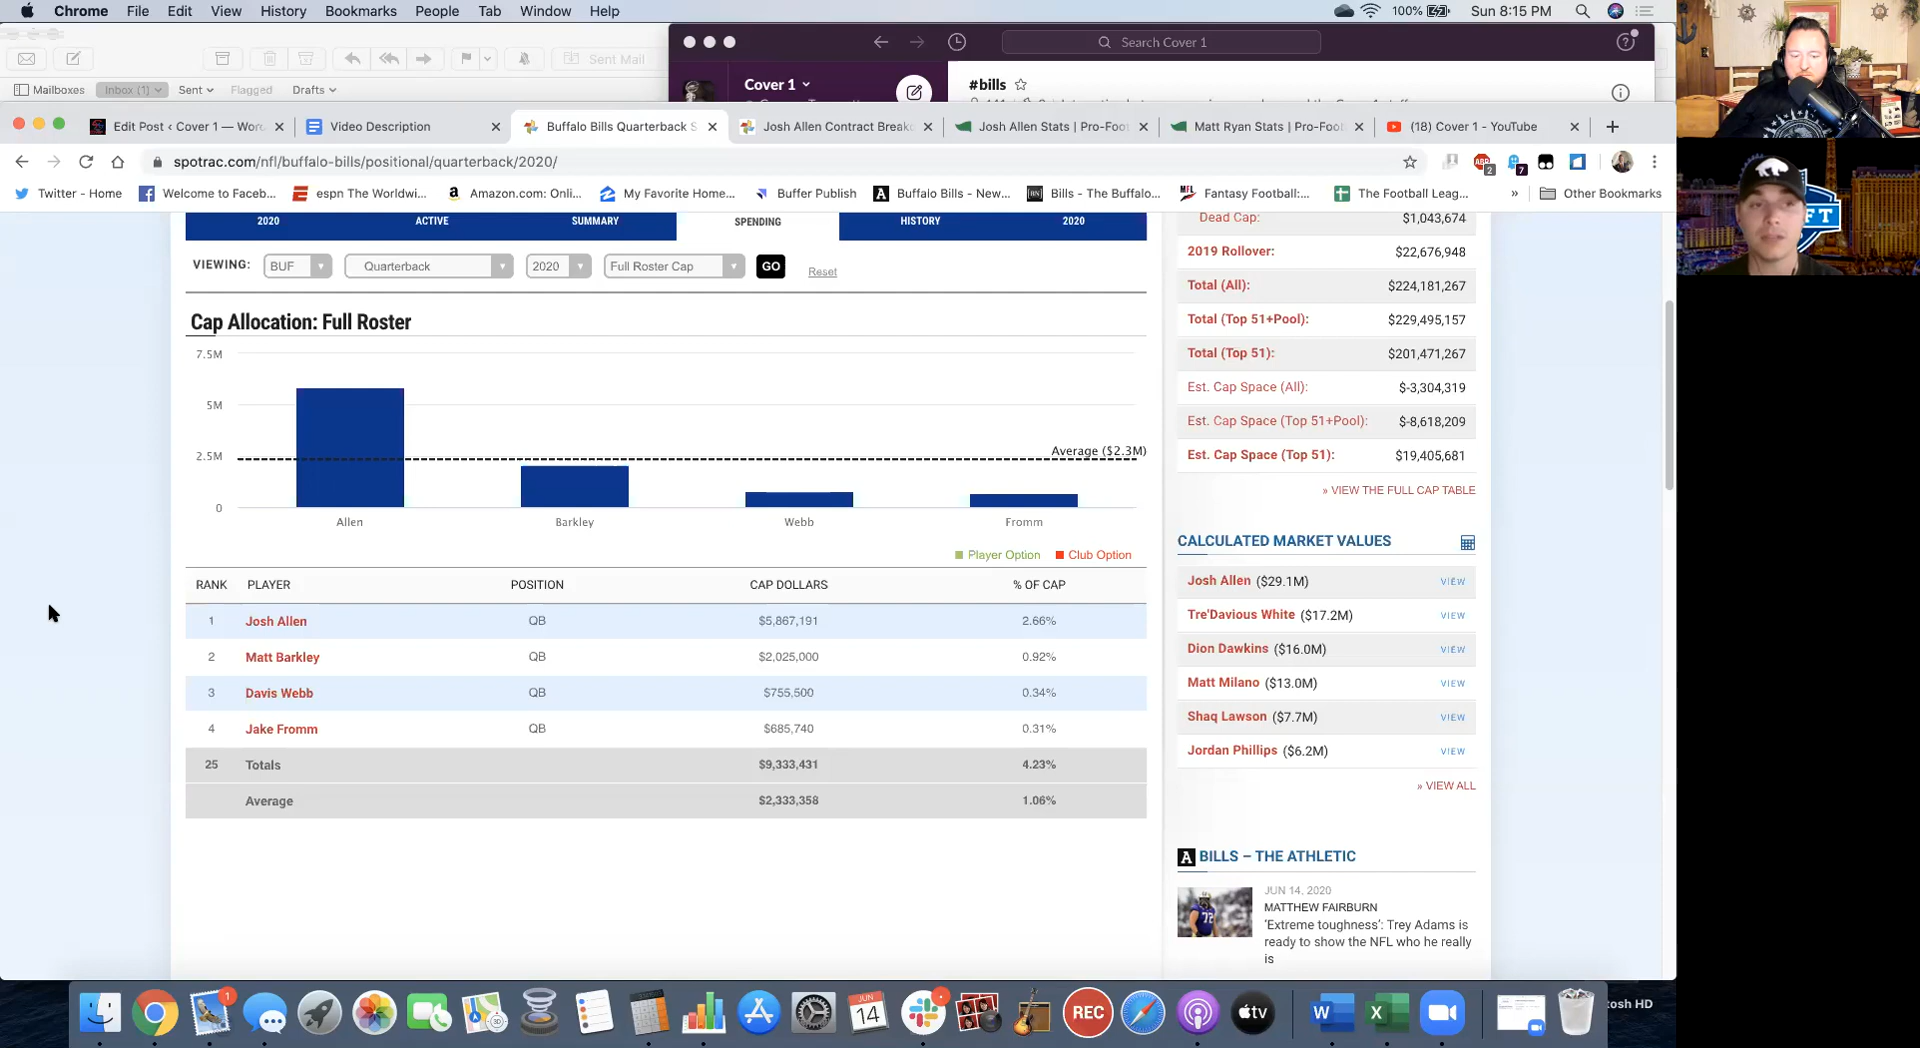 Chrome File Edit View History Bookmarks People Tab Window Help 100% Sun 8:15 PM
Sent Mail
Search Cover 1
Mailboxes Inbox (1) Sent Flagged Drafts
Cover 1
#bills
Edit Post ‹ Cover 1 — Wor Video Description Buffalo Bills Quarterback S Josh Allen Contract Breakd Josh Allen Stats | Pro-Foot Matt Ryan Stats | Pro-Foot (18) Cover 1 - YouTube
spotrac.com/nfl/buffalo-bills/positional/quarterback/2020/
Twitter - Home Welcome to Faceb... espn The Worldwi... Amazon.com: Onli... My Favorite Home... Buffer Publish Buffalo Bills - New... Bills - The Buffalo... Fantasy Football:... The Football Leag... » Other Bookmarks
2020 ACTIVE SUMMARY SPENDING HISTORY 2020
VIEWING: BUF Quarterback 2020 Full Roster Cap GO Reset
Cap Allocation: Full Roster
7.5M
5M
2.5M
0
Average ($2.3M)
Allen Barkley Webb Fromm
Player Option Club Option
RANK PLAYER POSITION CAP DOLLARS % OF CAP
1 Josh Allen QB $5,867,191 2.66%
2 Matt Barkley QB $2,025,000 0.92%
3 Davis Webb QB $755,500 0.34%
4 Jake Fromm QB $685,740 0.31%
25 Totals $9,333,431 4.23%
Average $2,333,358 1.06%
Dead Cap: $1,043,674
2019 Rollover: $22,676,948
Total (All): $224,181,267
Total (Top 51+Pool): $229,495,157
Total (Top 51): $201,471,267
Est. Cap Space (All): $-3,304,319
Est. Cap Space (Top 51+Pool): $-8,618,209
Est. Cap Space (Top 51): $19,405,681
» VIEW THE FULL CAP TABLE
CALCULATED MARKET VALUES
Josh Allen ($29.1M) VIEW
Tre'Davious White ($17.2M) VIEW
Dion Dawkins ($16.0M) VIEW
Matt Milano ($13.0M) VIEW
Shaq Lawson ($7.7M) VIEW
Jordan Phillips ($6.2M) VIEW
» VIEW ALL
A BILLS – THE ATHLETIC
JUN 14, 2020
MATTHEW FAIRBURN
'Extreme toughness': Trey Adams is
ready to show the NFL who he really
is
JUN
14
REC
tv
tosh HD